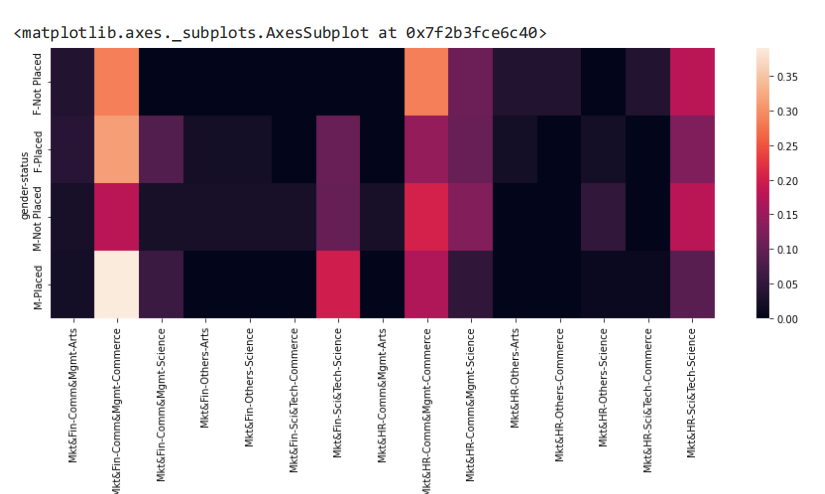 <matplotlib.axes._subplots.AxesSubplot at 0x7f2b3fce6c40>
gender-status
F-Not Placed
F-Placed
M-Not Placed
M-Placed
0.35
0.30
0.25
0.20
0.15
0.10
0.05
0.00
Mkt&Fin-Comm&Mgmt-Arts
Mkt&Fin-Comm&Mgmt-Commerce
Mkt&Fin-Comm&Mgmt-Science
Mkt&Fin-Others-Arts
Mkt&Fin-Others-Science
Mkt&Fin-Sci&Tech-Commerce
Mkt&Fin-Sci&Tech-Science
Mkt&HR-Comm&Mgmt-Arts
Mkt&HR-Comm&Mgmt-Commerce
Mkt&HR-Comm&Mgmt-Science
Mkt&HR-Others-Arts
Mkt&HR-Others-Commerce
Mkt&HR-Others-Science
Mkt&HR-Sci&Tech-Commerce
Mkt&HR-Sci&Tech-Science